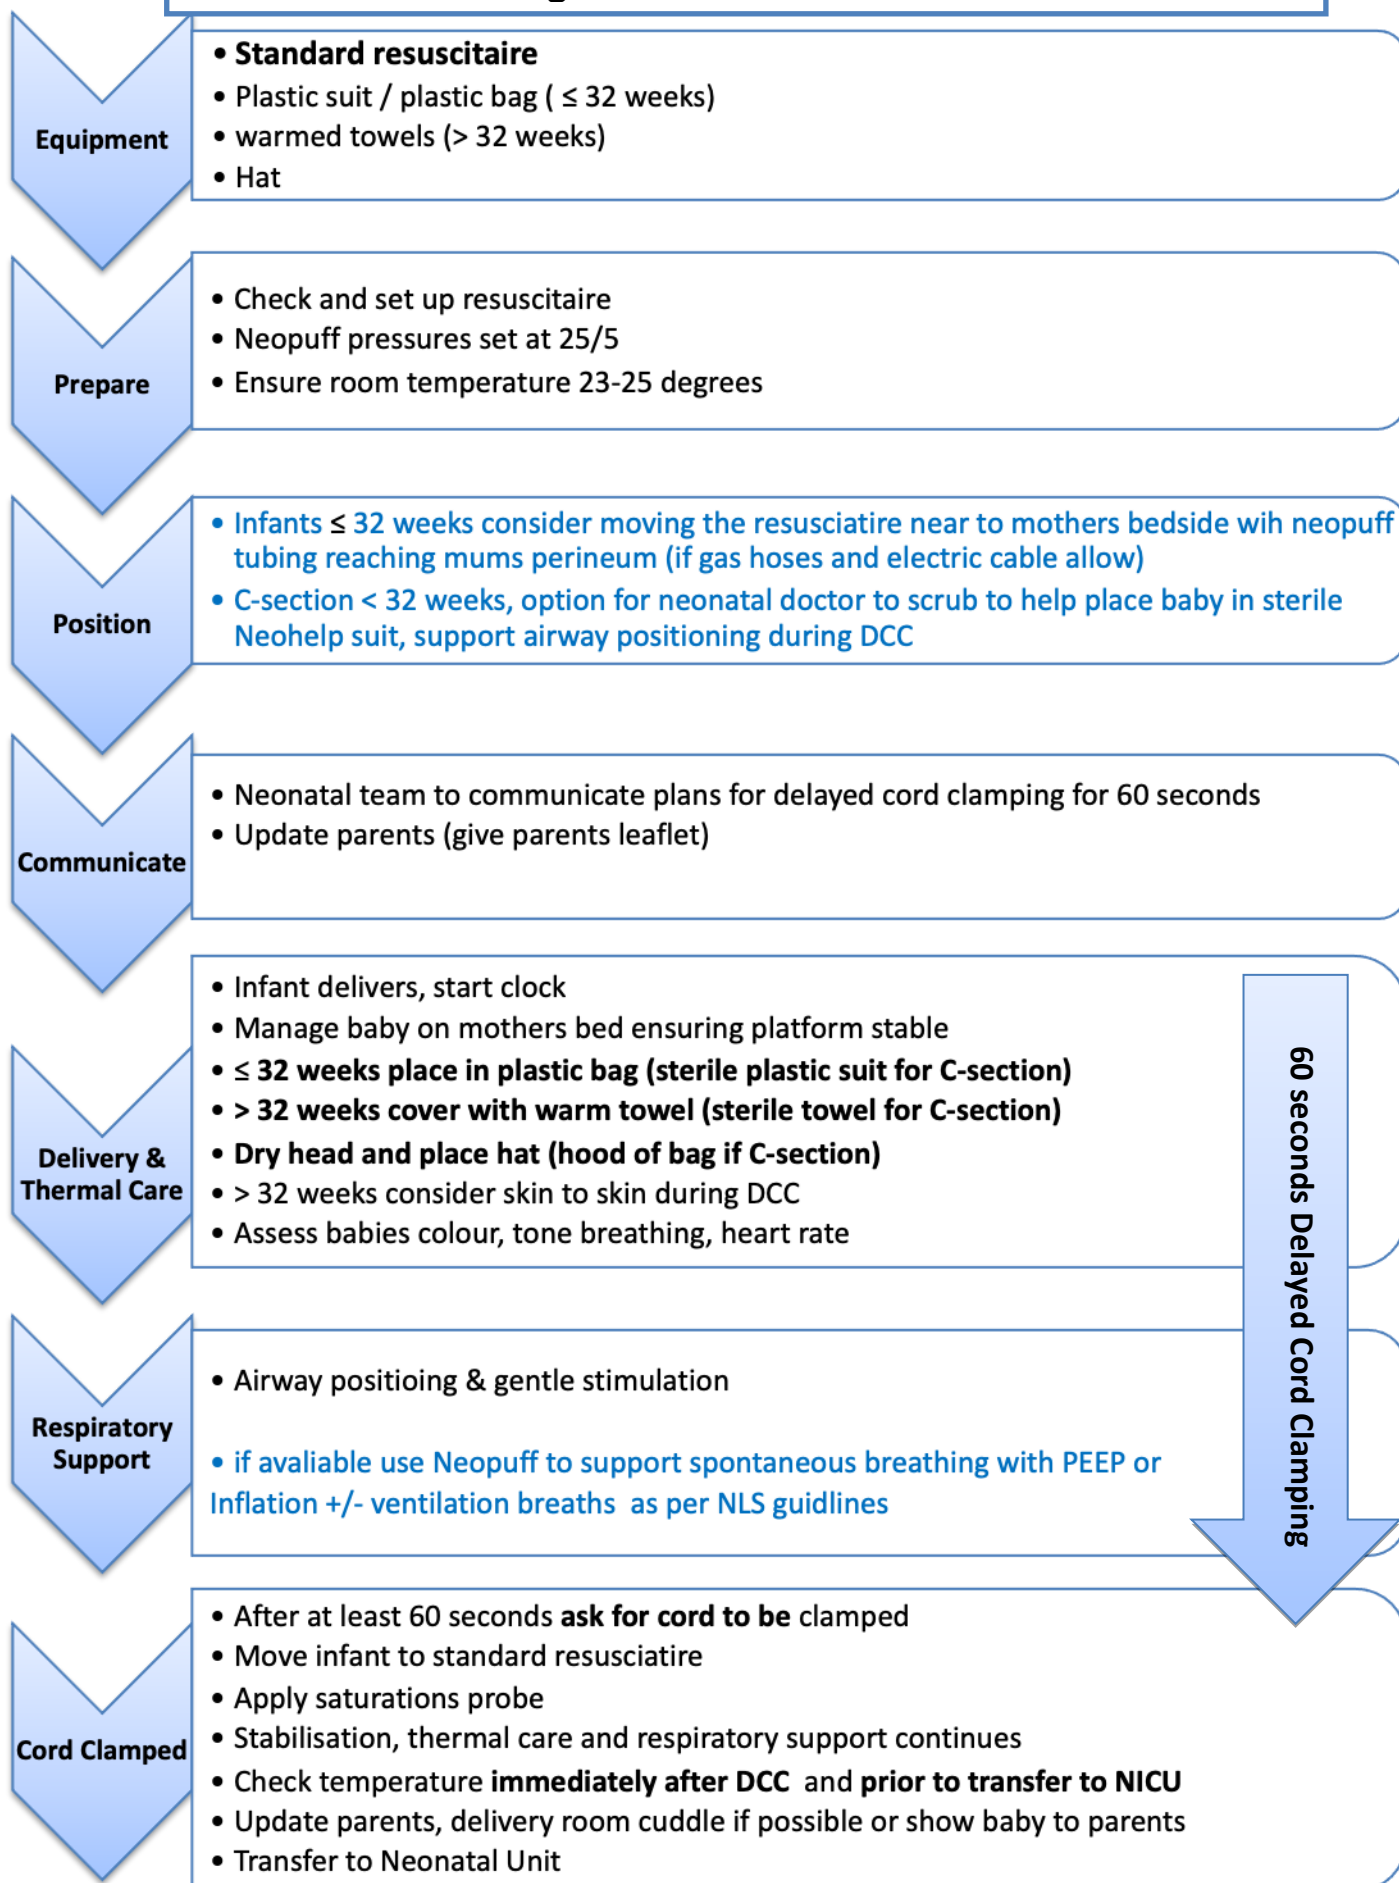 Equipment
• Standard resuscitaire
• Plastic suit / plastic bag ( ≤ 32 weeks)
• warmed towels (> 32 weeks)
• Hat
Prepare
• Check and set up resuscitaire
• Neopuff pressures set at 25/5
• Ensure room temperature 23-25 degrees
Position
• Infants ≤ 32 weeks consider moving the resusciatire near to mothers bedside wih neopuff
tubing reaching mums perineum (if gas hoses and electric cable allow)
• C-section < 32 weeks, option for neonatal doctor to scrub to help place baby in sterile
Neohelp suit, support airway positioning during DCC
Communicate
• Neonatal team to communicate plans for delayed cord clamping for 60 seconds
• Update parents (give parents leaflet)
Delivery &
Thermal Care
• Infant delivers, start clock
• Manage baby on mothers bed ensuring platform stable
• ≤ 32 weeks place in plastic bag (sterile plastic suit for C-section)
• > 32 weeks cover with warm towel (sterile towel for C-section)
• Dry head and place hat (hood of bag if C-section)
• > 32 weeks consider skin to skin during DCC
• Assess babies colour, tone breathing, heart rate
60 seconds Delayed Cord Clamping
Respiratory
Support
• Airway positioing & gentle stimulation
• if avaliable use Neopuff to support spontaneous breathing with PEEP or
Inflation +/- ventilation breaths as per NLS guidlines
Cord Clamped
• After at least 60 seconds ask for cord to be clamped
• Move infant to standard resusciatire
• Apply saturations probe
• Stabilisation, thermal care and respiratory support continues
• Check temperature immediately after DCC and prior to transfer to NICU
• Update parents, delivery room cuddle if possible or show baby to parents
• Transfer to Neonatal Unit